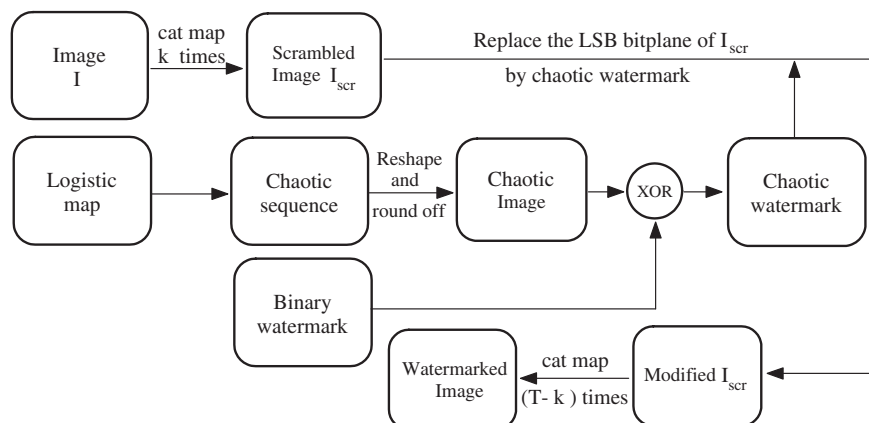 Image
I
cat map
k times
Scrambled
Image I_scr
Replace the LSB bitplane of I_scr
by chaotic watermark
Logistic
map
Chaotic
sequence
Reshape
and
round off
Chaotic
Image
XOR
Chaotic
watermark
Binary
watermark
Watermarked
Image
cat map
(T- k ) times
Modified I_scr